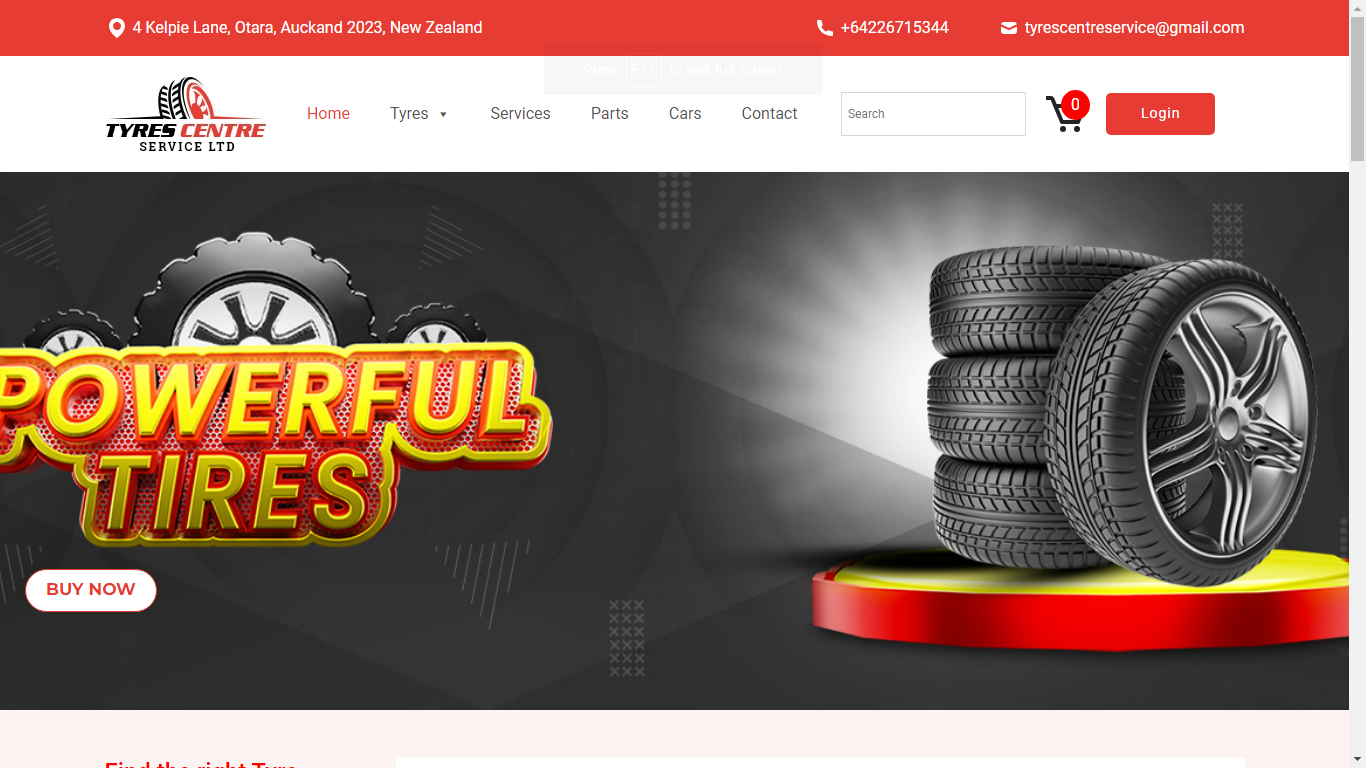 4 Kelpie Lane, Otara, Auckand 2023, New Zealand
+64226715344
tyrescentreservice@gmail.com
Press F11 to exit full screen
TYRES CENTRE
SERVICE LTD
Home
Tyres
Services
Parts
Cars
Contact
Search
0
Login
POWERFUL
TIRES
BUY NOW
Find the right Tyre